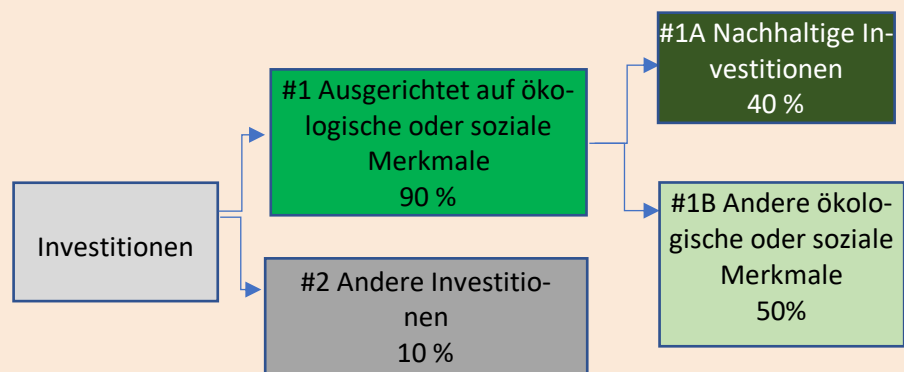 Investitionen
#1 Ausgerichtet auf öko-
logische oder soziale
Merkmale
90 %
#2 Andere Investitio-
nen
10 %
#1A Nachhaltige In-
vestitionen
40 %
#1B Andere ökolo-
gische oder soziale
Merkmale
50%